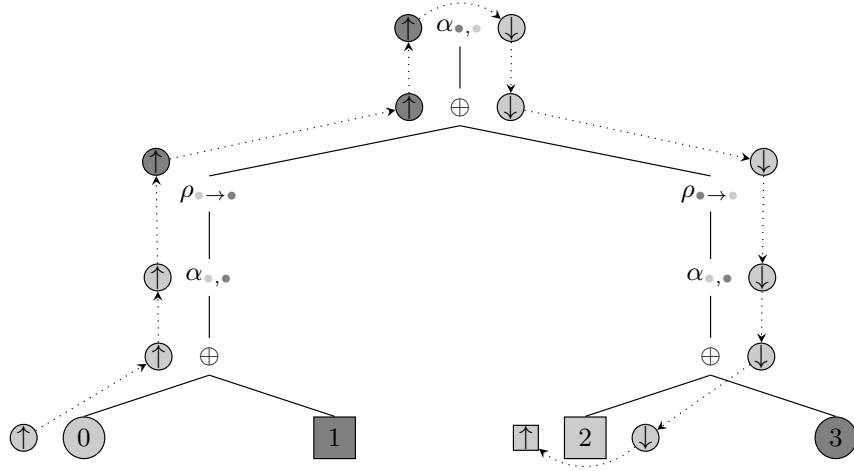 ↑ α●,● ↓
↑ ⊕ ↓
↑ ↓
ρ●→● ρ●→●
↑ α●,● α●,● ↓
↑ ⊕ ⊕ ↓
↑ 0 1 ↑ 2 ↓ 3